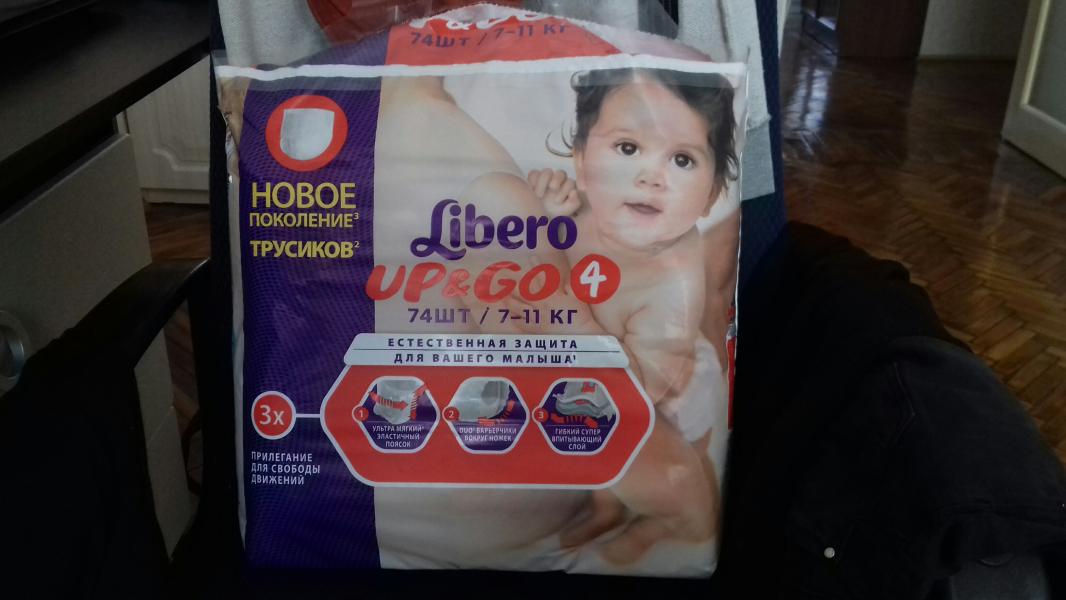 74ШТ / 7–11 КГ
НОВОЕ
ПОКОЛЕНИЕ³
ТРУСИКОВ²
Libero
UP&GO 4
74ШТ / 7–11 КГ
ЕСТЕСТВЕННАЯ ЗАЩИТА
ДЛЯ ВАШЕГО МАЛЫША¹
3x
ПРИЛЕГАНИЕ
ДЛЯ СВОБОДЫ
ДВИЖЕНИЙ
1
УЛЬТРА МЯГКИЙ
ЭЛАСТИЧНЫЙ
ПОЯСОК
2
DUO БАРЬЕРЧИКИ
ВОКРУГ НОЖЕК
3
ГИБКИЙ СУПЕР
ВПИТЫВАЮЩИЙ
СЛОЙ